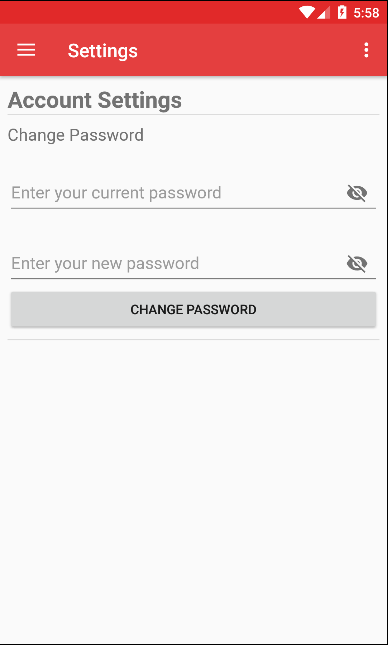 5:58
Settings
Account Settings
Change Password
Enter your current password
Enter your new password
CHANGE PASSWORD